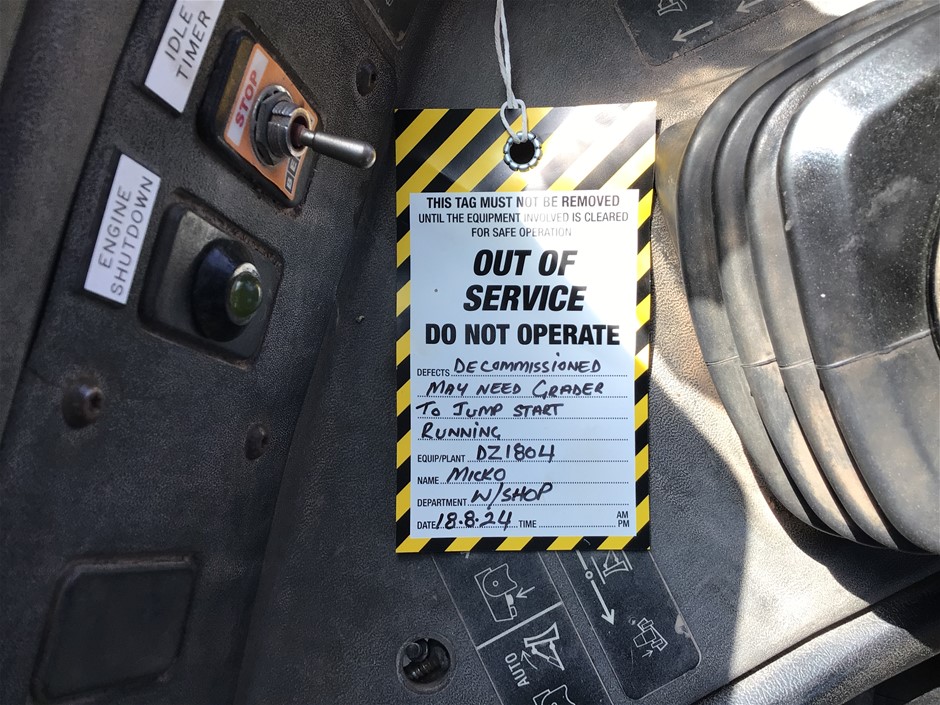 IDLE
TIMER
STOP
ENGINE
SHUTDOWN
THIS TAG MUST NOT BE REMOVED
UNTIL THE EQUIPMENT INVOLVED IS CLEARED
FOR SAFE OPERATION
OUT OF
SERVICE
DO NOT OPERATE
DEFECTS DECOMMISSIONED
MAY NEED GRADER
TO JUMP START
RUNNING
EQUIP/PLANT DZ1804
NAME MICKO
DEPARTMENT W/SHOP
DATE 18.8.24 TIME AM
PM
AUTO